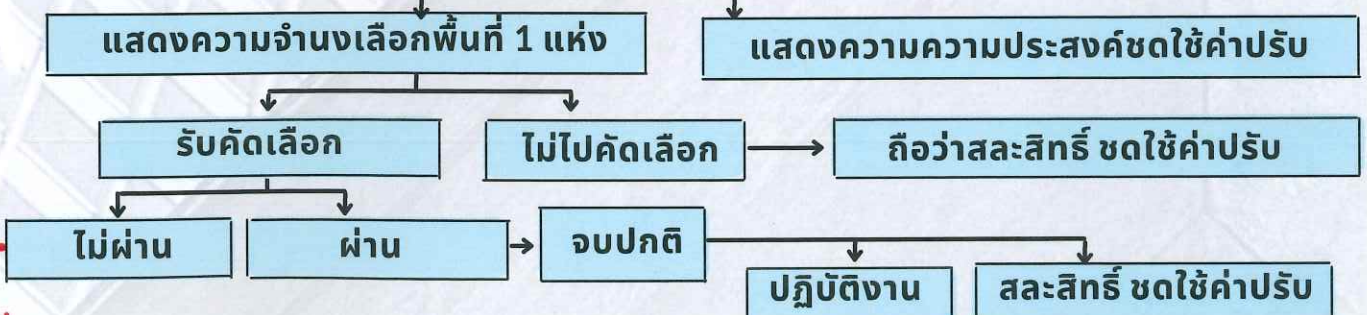 แสดงความจำนงเลือกพื้นที่ 1 แห่ง
แสดงความความประสงค์ชดใช้ค่าปรับ
รับคัดเลือก
ไม่ไปคัดเลือก
ถือว่าสละสิทธิ์ ชดใช้ค่าปรับ
ไม่ผ่าน
ผ่าน
จบปกติ
ปฏิบัติงาน
สละสิทธิ์ ชดใช้ค่าปรับ